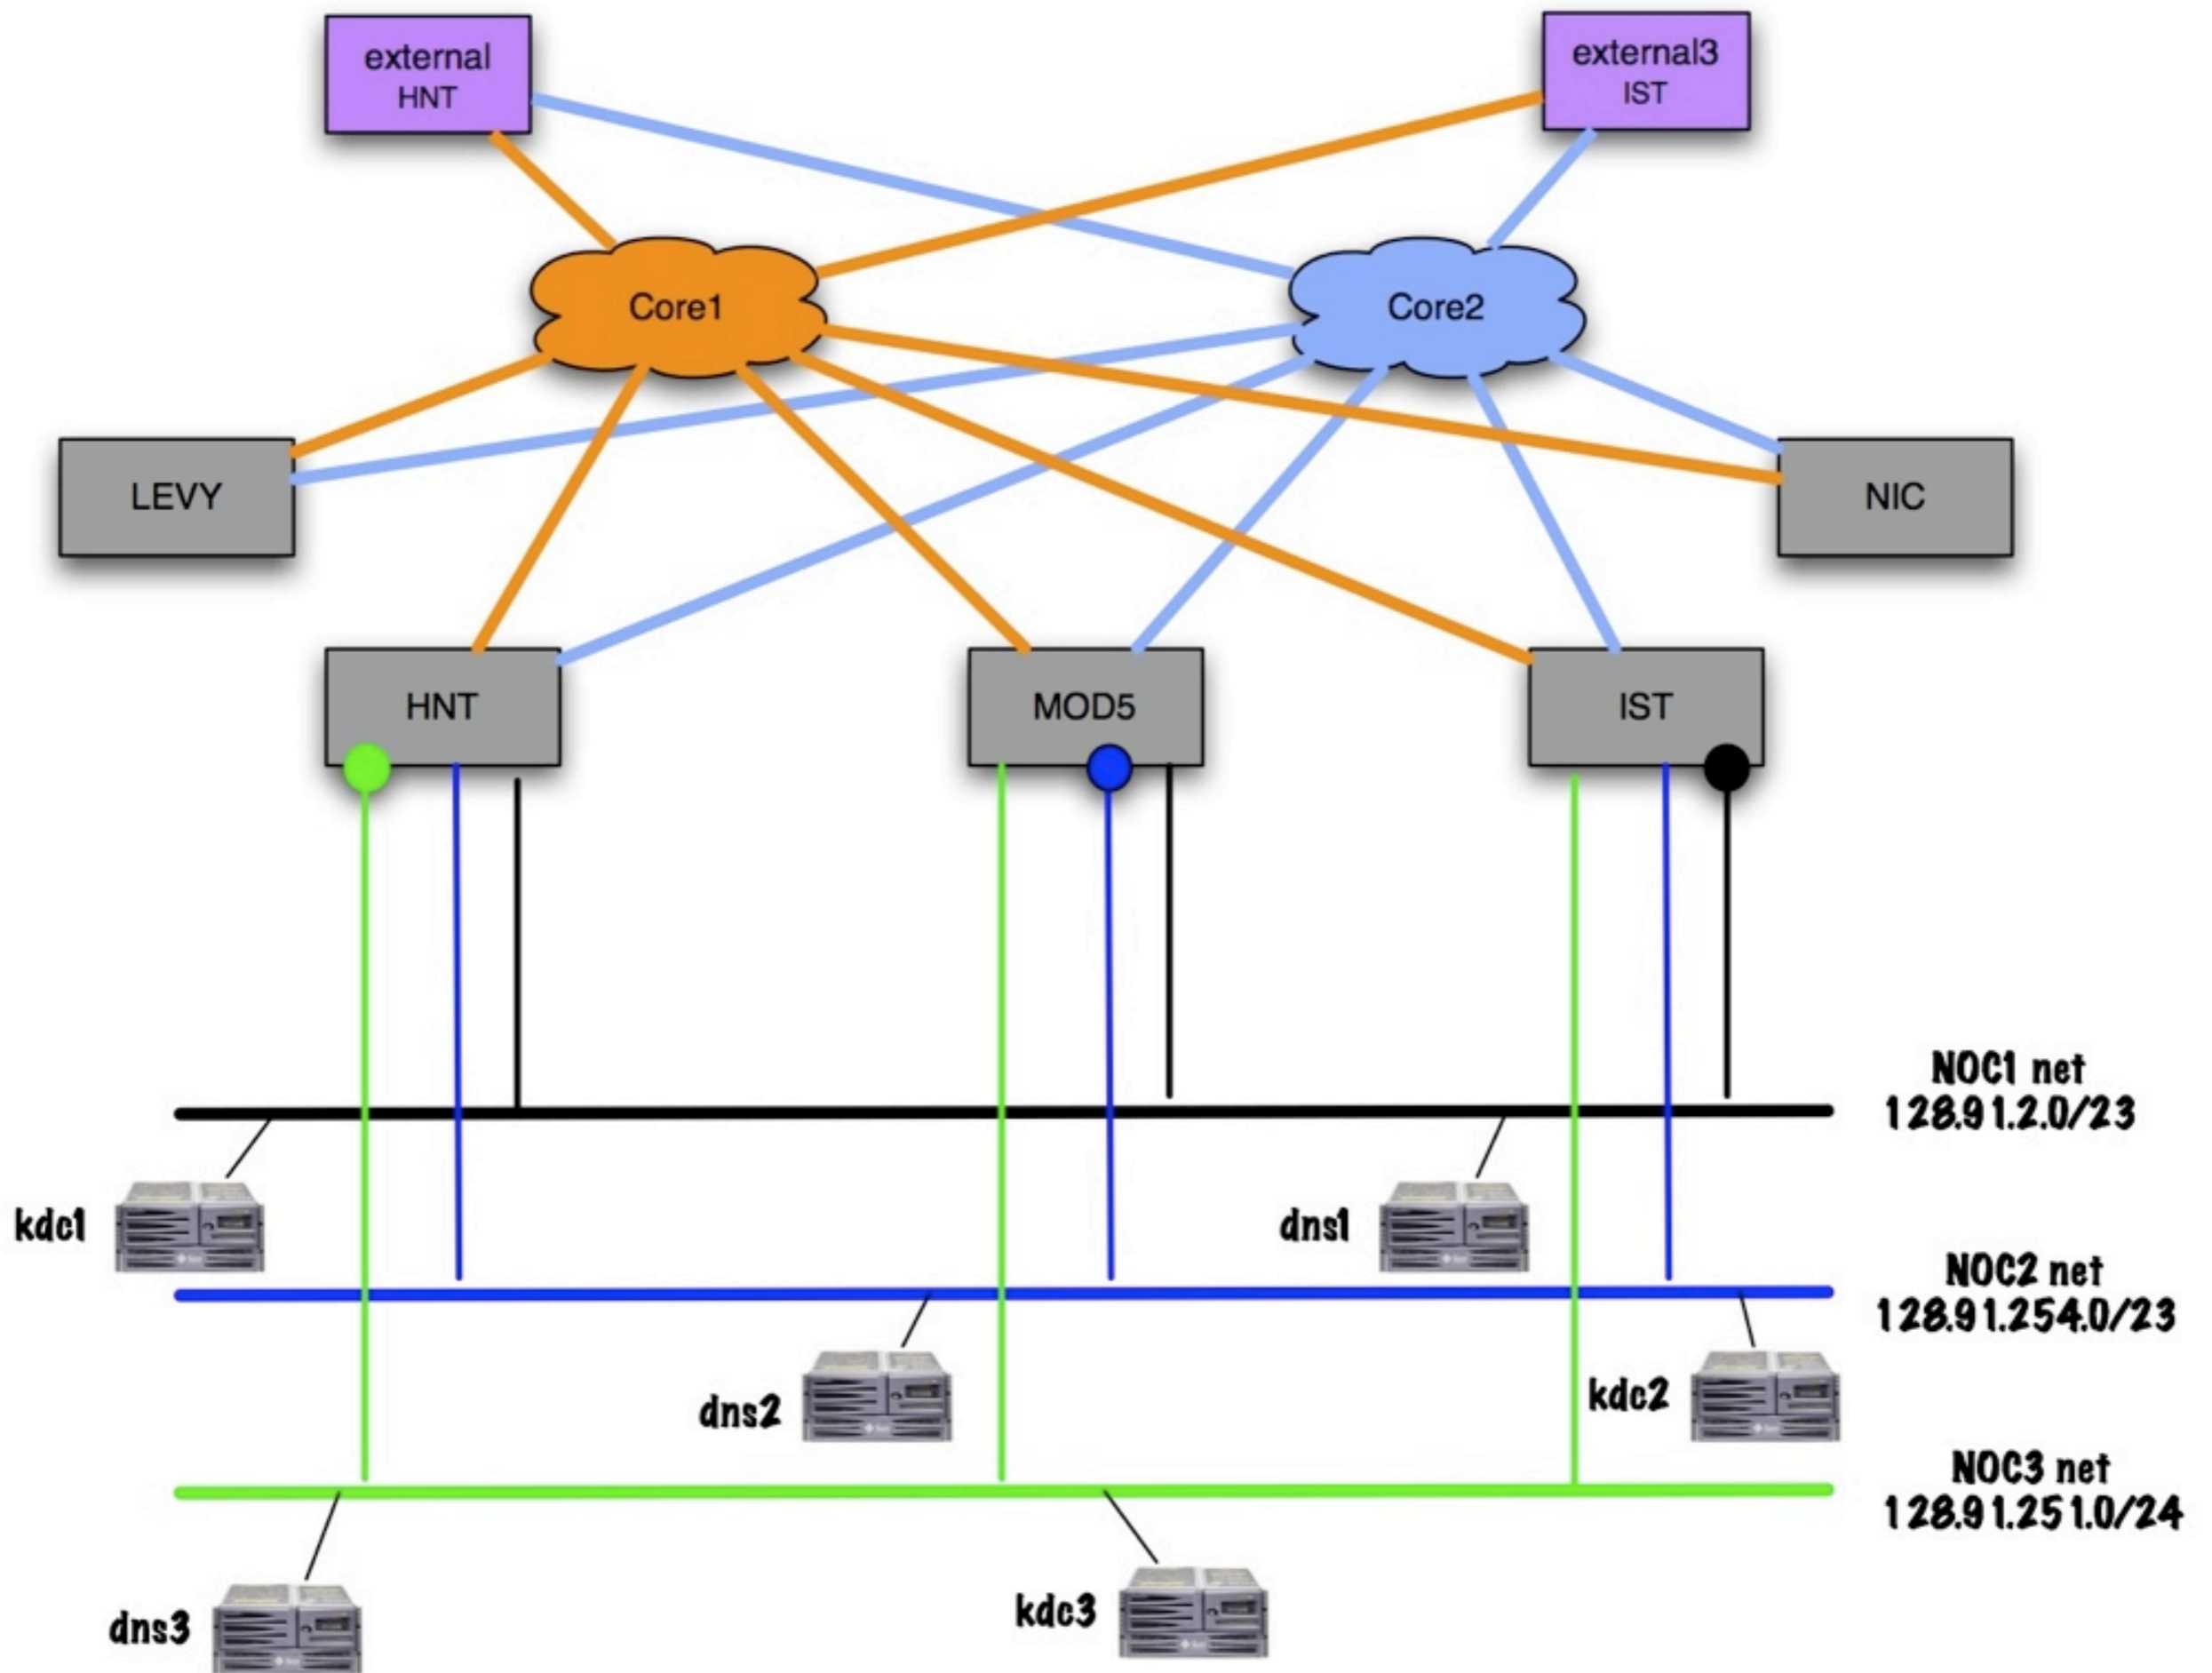 external
HNT
external3
IST
Core1
Core2
LEVY
NIC
HNT
MOD5
IST
NOC1 net
128.91.2.0/23
kdc1
dns1
NOC2 net
128.91.254.0/23
dns2
kdc2
NOC3 net
128.91.251.0/24
dns3
kdc3